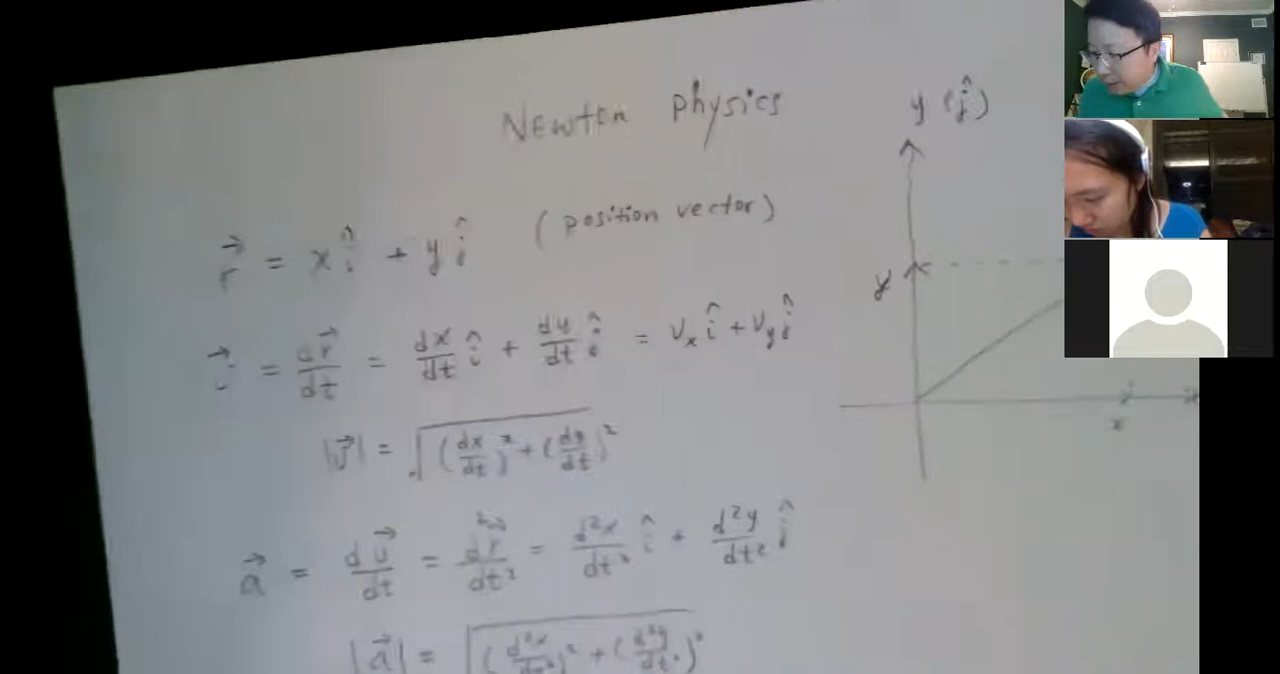 Newton Physics
y (ĵ)
r⃗ = x î + y ĵ (position vector)
y
v⃗ = dr⃗/dt = dx/dt î + dy/dt ĵ = Vₓ î + Vᵧ ĵ
x
|v⃗| = √((dx/dt)² + (dy/dt)²)
a⃗ = dv⃗/dt = d²r⃗/dt² = d²x/dt² î + d²y/dt² ĵ
|a⃗| = √((d²x/dt²)² + (d²y/dt²)²)